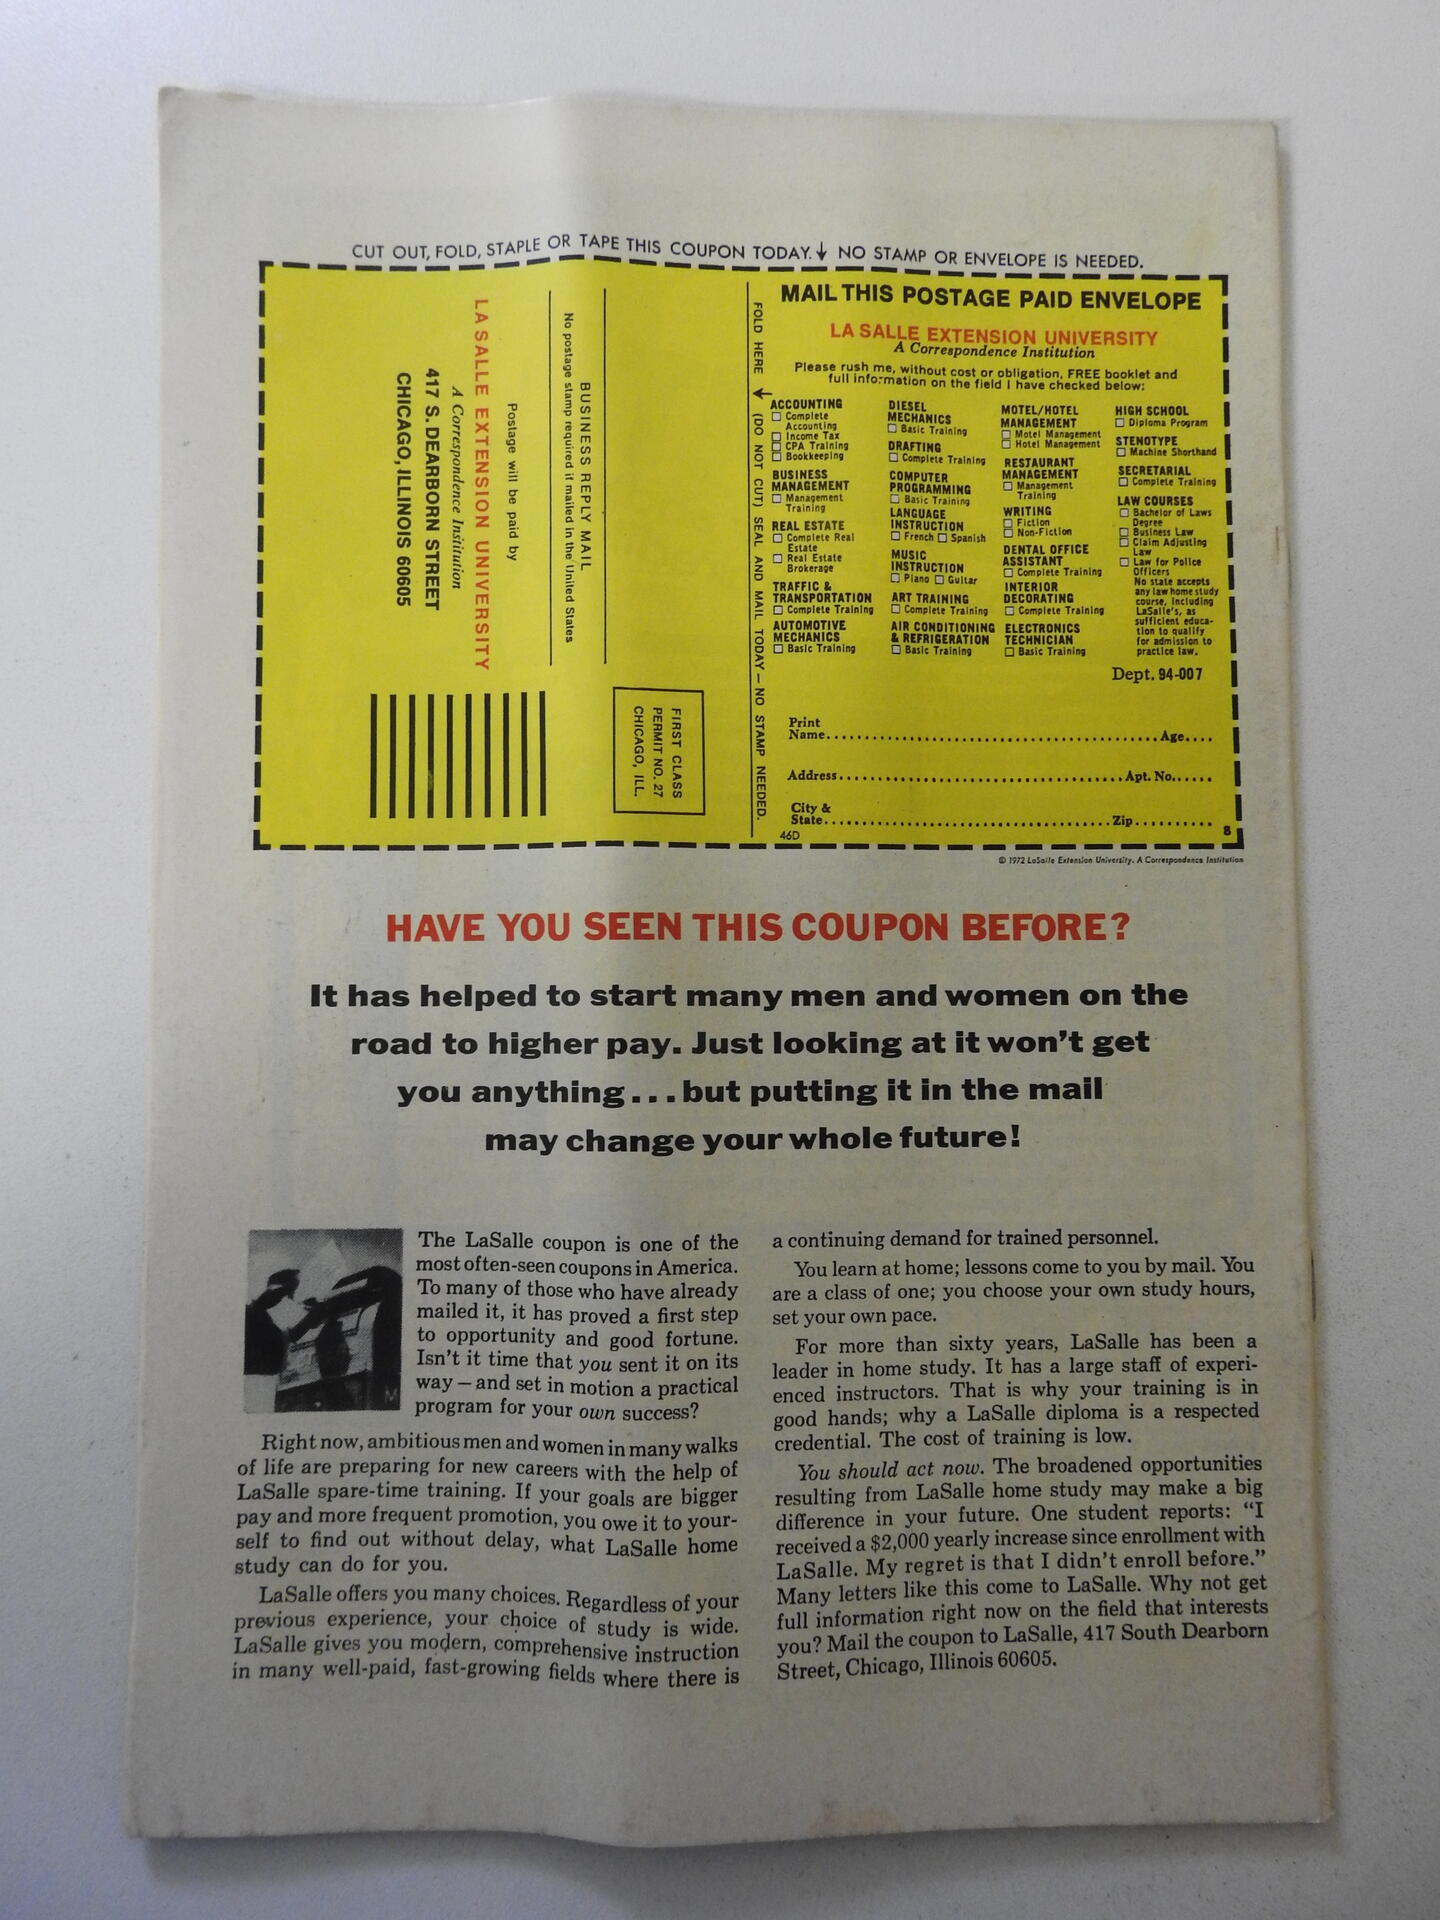 CUT OUT, FOLD, STAPLE OR TAPE THIS COUPON TODAY. ↓ NO STAMP OR ENVELOPE IS NEEDED.
FIRST CLASS
PERMIT NO. 27
CHICAGO, ILL.
BUSINESS REPLY MAIL
No postage stamp required if mailed in the United States
Postage will be paid by
LA SALLE EXTENSION UNIVERSITY
A Correspondence Institution
417 S. DEARBORN STREET
CHICAGO, ILLINOIS 60605
FOLD HERE → (DO NOT CUT) SEAL AND MAIL TODAY — NO STAMP NEEDED.
MAIL THIS POSTAGE PAID ENVELOPE
LA SALLE EXTENSION UNIVERSITY
A Correspondence Institution
Please rush me, without cost or obligation, FREE booklet and
full information on the field I have checked below:
ACCOUNTING
☐ Complete
Accounting
☐ Income Tax
☐ CPA Training
☐ Bookkeeping
BUSINESS
MANAGEMENT
☐ Management
Training
REAL ESTATE
☐ Complete Real
Estate
☐ Real Estate
Brokerage
TRAFFIC &
TRANSPORTATION
☐ Complete Training
AUTOMOTIVE
MECHANICS
☐ Basic Training
DIESEL
MECHANICS
☐ Basic Training
DRAFTING
☐ Complete Training
COMPUTER
PROGRAMMING
☐ Basic Training
LANGUAGE
INSTRUCTION
☐ French ☐ Spanish
MUSIC
INSTRUCTION
☐ Piano ☐ Guitar
ART TRAINING
☐ Complete Training
AIR CONDITIONING
& REFRIGERATION
☐ Basic Training
MOTEL/HOTEL
MANAGEMENT
☐ Motel Management
☐ Hotel Management
RESTAURANT
MANAGEMENT
☐ Management
Training
WRITING
☐ Fiction
☐ Non-Fiction
DENTAL OFFICE
ASSISTANT
☐ Complete Training
INTERIOR
DECORATING
☐ Complete Training
ELECTRONICS
TECHNICIAN
☐ Basic Training
HIGH SCHOOL
☐ Diploma Program
STENOTYPE
☐ Machine Shorthand
SECRETARIAL
☐ Complete Training
LAW COURSES
☐ Bachelor of Laws
Degree
☐ Business Law
☐ Claim Adjusting
Law
☐ Law for Police
Officers
No state accepts
any law home study
course, including
LaSalle's, as
sufficient educa-
tion to qualify
for admission to
practice law.
Dept. 94-007
Print
Name........................................Age....
Address..................................Apt. No......
City &
State...................................Zip..........
46D
8
© 1972 LaSalle Extension University. A Correspondence Institution
HAVE YOU SEEN THIS COUPON BEFORE?
It has helped to start many men and women on the
road to higher pay. Just looking at it won't get
you anything...but putting it in the mail
may change your whole future!
The LaSalle coupon is one of the
most often-seen coupons in America.
To many of those who have already
mailed it, it has proved a first step
to opportunity and good fortune.
Isn't it time that you sent it on its
way—and set in motion a practical
program for your own success?
Right now, ambitious men and women in many walks
of life are preparing for new careers with the help of
LaSalle spare-time training. If your goals are bigger
pay and more frequent promotion, you owe it to your-
self to find out without delay, what LaSalle home
study can do for you.
LaSalle offers you many choices. Regardless of your
previous experience, your choice of study is wide.
LaSalle gives you modern, comprehensive instruction
in many well-paid, fast-growing fields where there is
a continuing demand for trained personnel.
You learn at home; lessons come to you by mail. You
are a class of one; you choose your own study hours,
set your own pace.
For more than sixty years, LaSalle has been a
leader in home study. It has a large staff of experi-
enced instructors. That is why your training is in
good hands; why a LaSalle diploma is a respected
credential. The cost of training is low.
You should act now. The broadened opportunities
resulting from LaSalle home study may make a big
difference in your future. One student reports: "I
received a $2,000 yearly increase since enrollment with
LaSalle. My regret is that I didn't enroll before."
Many letters like this come to LaSalle. Why not get
full information right now on the field that interests
you? Mail the coupon to LaSalle, 417 South Dearborn
Street, Chicago, Illinois 60605.